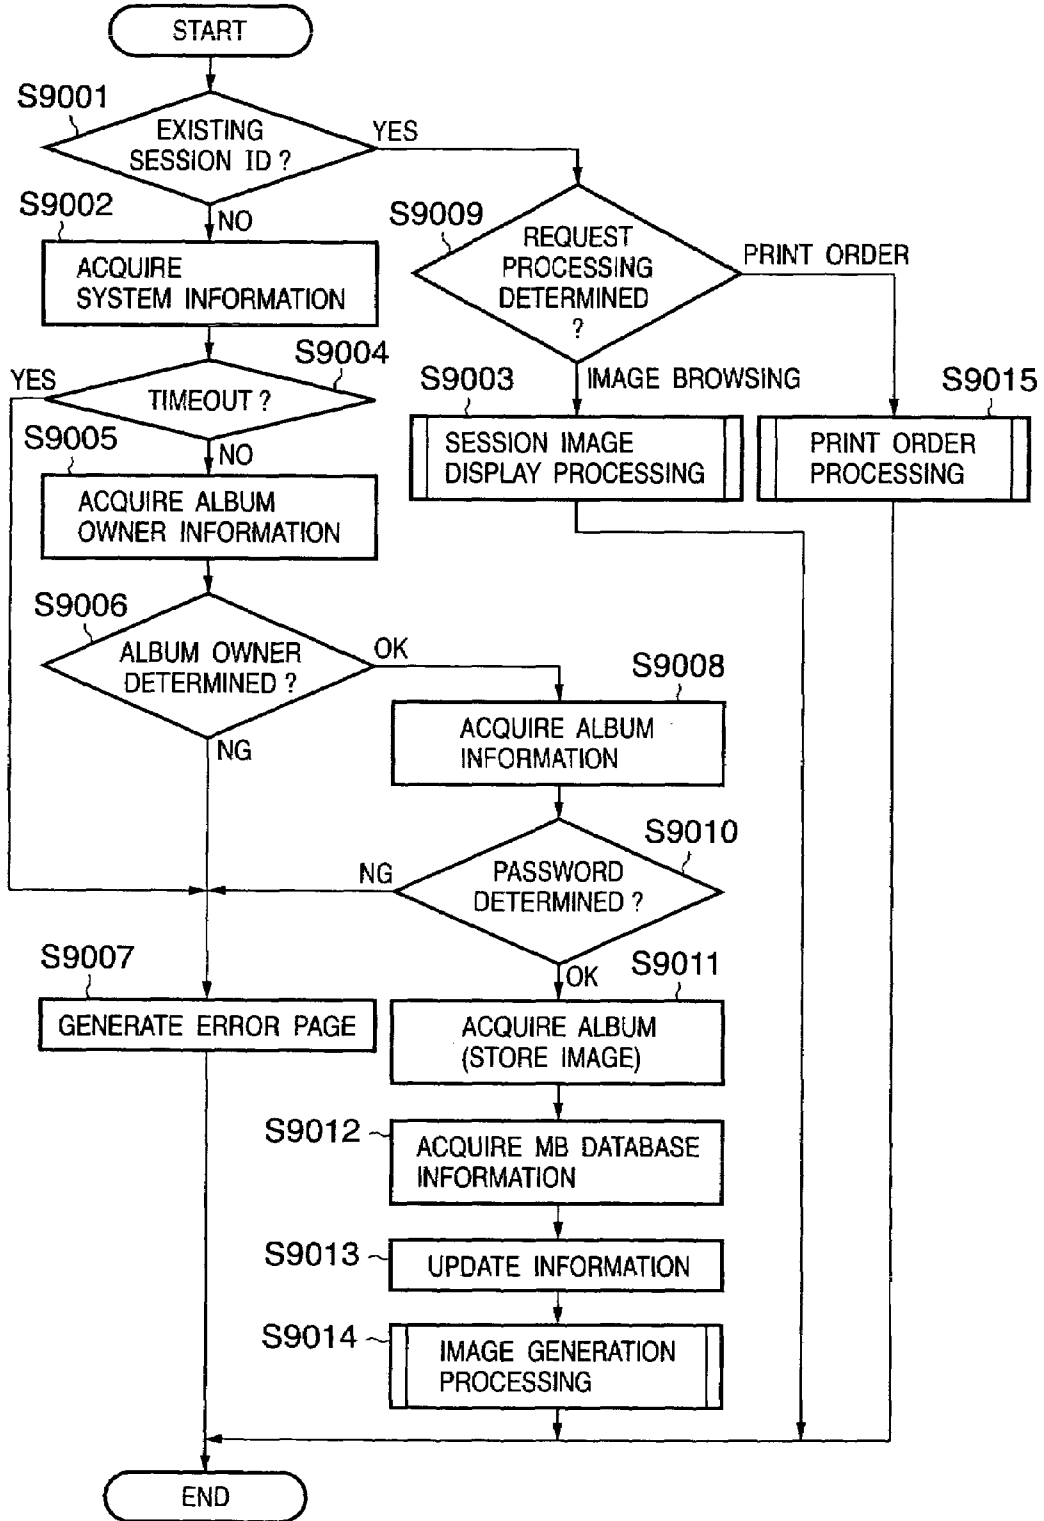 START
S9001
EXISTING
SESSION ID ?
YES
NO
S9002
ACQUIRE
SYSTEM INFORMATION
S9009
REQUEST
PROCESSING
DETERMINED
?
PRINT ORDER
IMAGE BROWSING
S9004
YES
TIMEOUT ?
NO
S9003
SESSION IMAGE
DISPLAY PROCESSING
S9015
PRINT ORDER
PROCESSING
S9005
ACQUIRE ALBUM
OWNER INFORMATION
S9006
ALBUM OWNER
DETERMINED ?
OK
NG
S9008
ACQUIRE ALBUM
INFORMATION
S9010
PASSWORD
DETERMINED ?
NG
OK
S9007
GENERATE ERROR PAGE
S9011
ACQUIRE ALBUM
(STORE IMAGE)
S9012
ACQUIRE MB DATABASE
INFORMATION
S9013
UPDATE INFORMATION
S9014
IMAGE GENERATION
PROCESSING
END